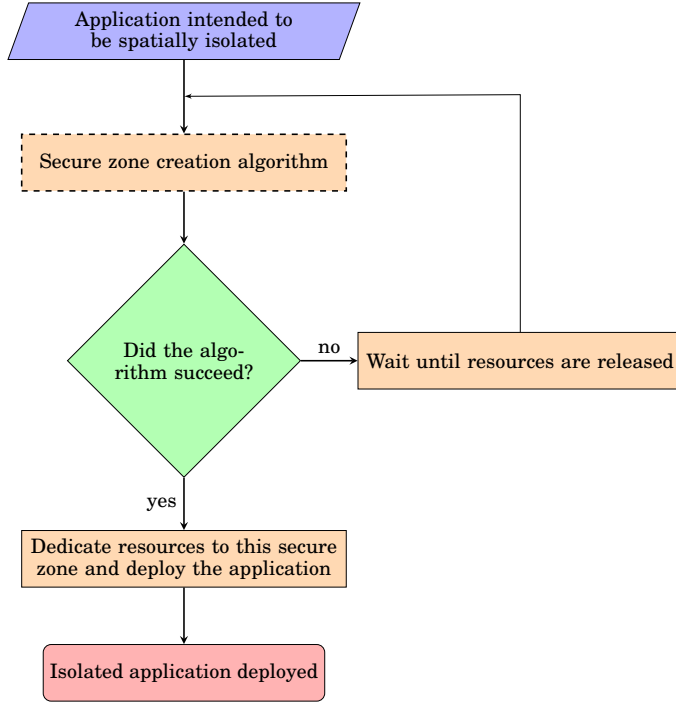 Application intended to
be spatially isolated
Secure zone creation algorithm
Did the algo-
rithm succeed?
no
Wait until resources are released
yes
Dedicate resources to this secure
zone and deploy the application
Isolated application deployed